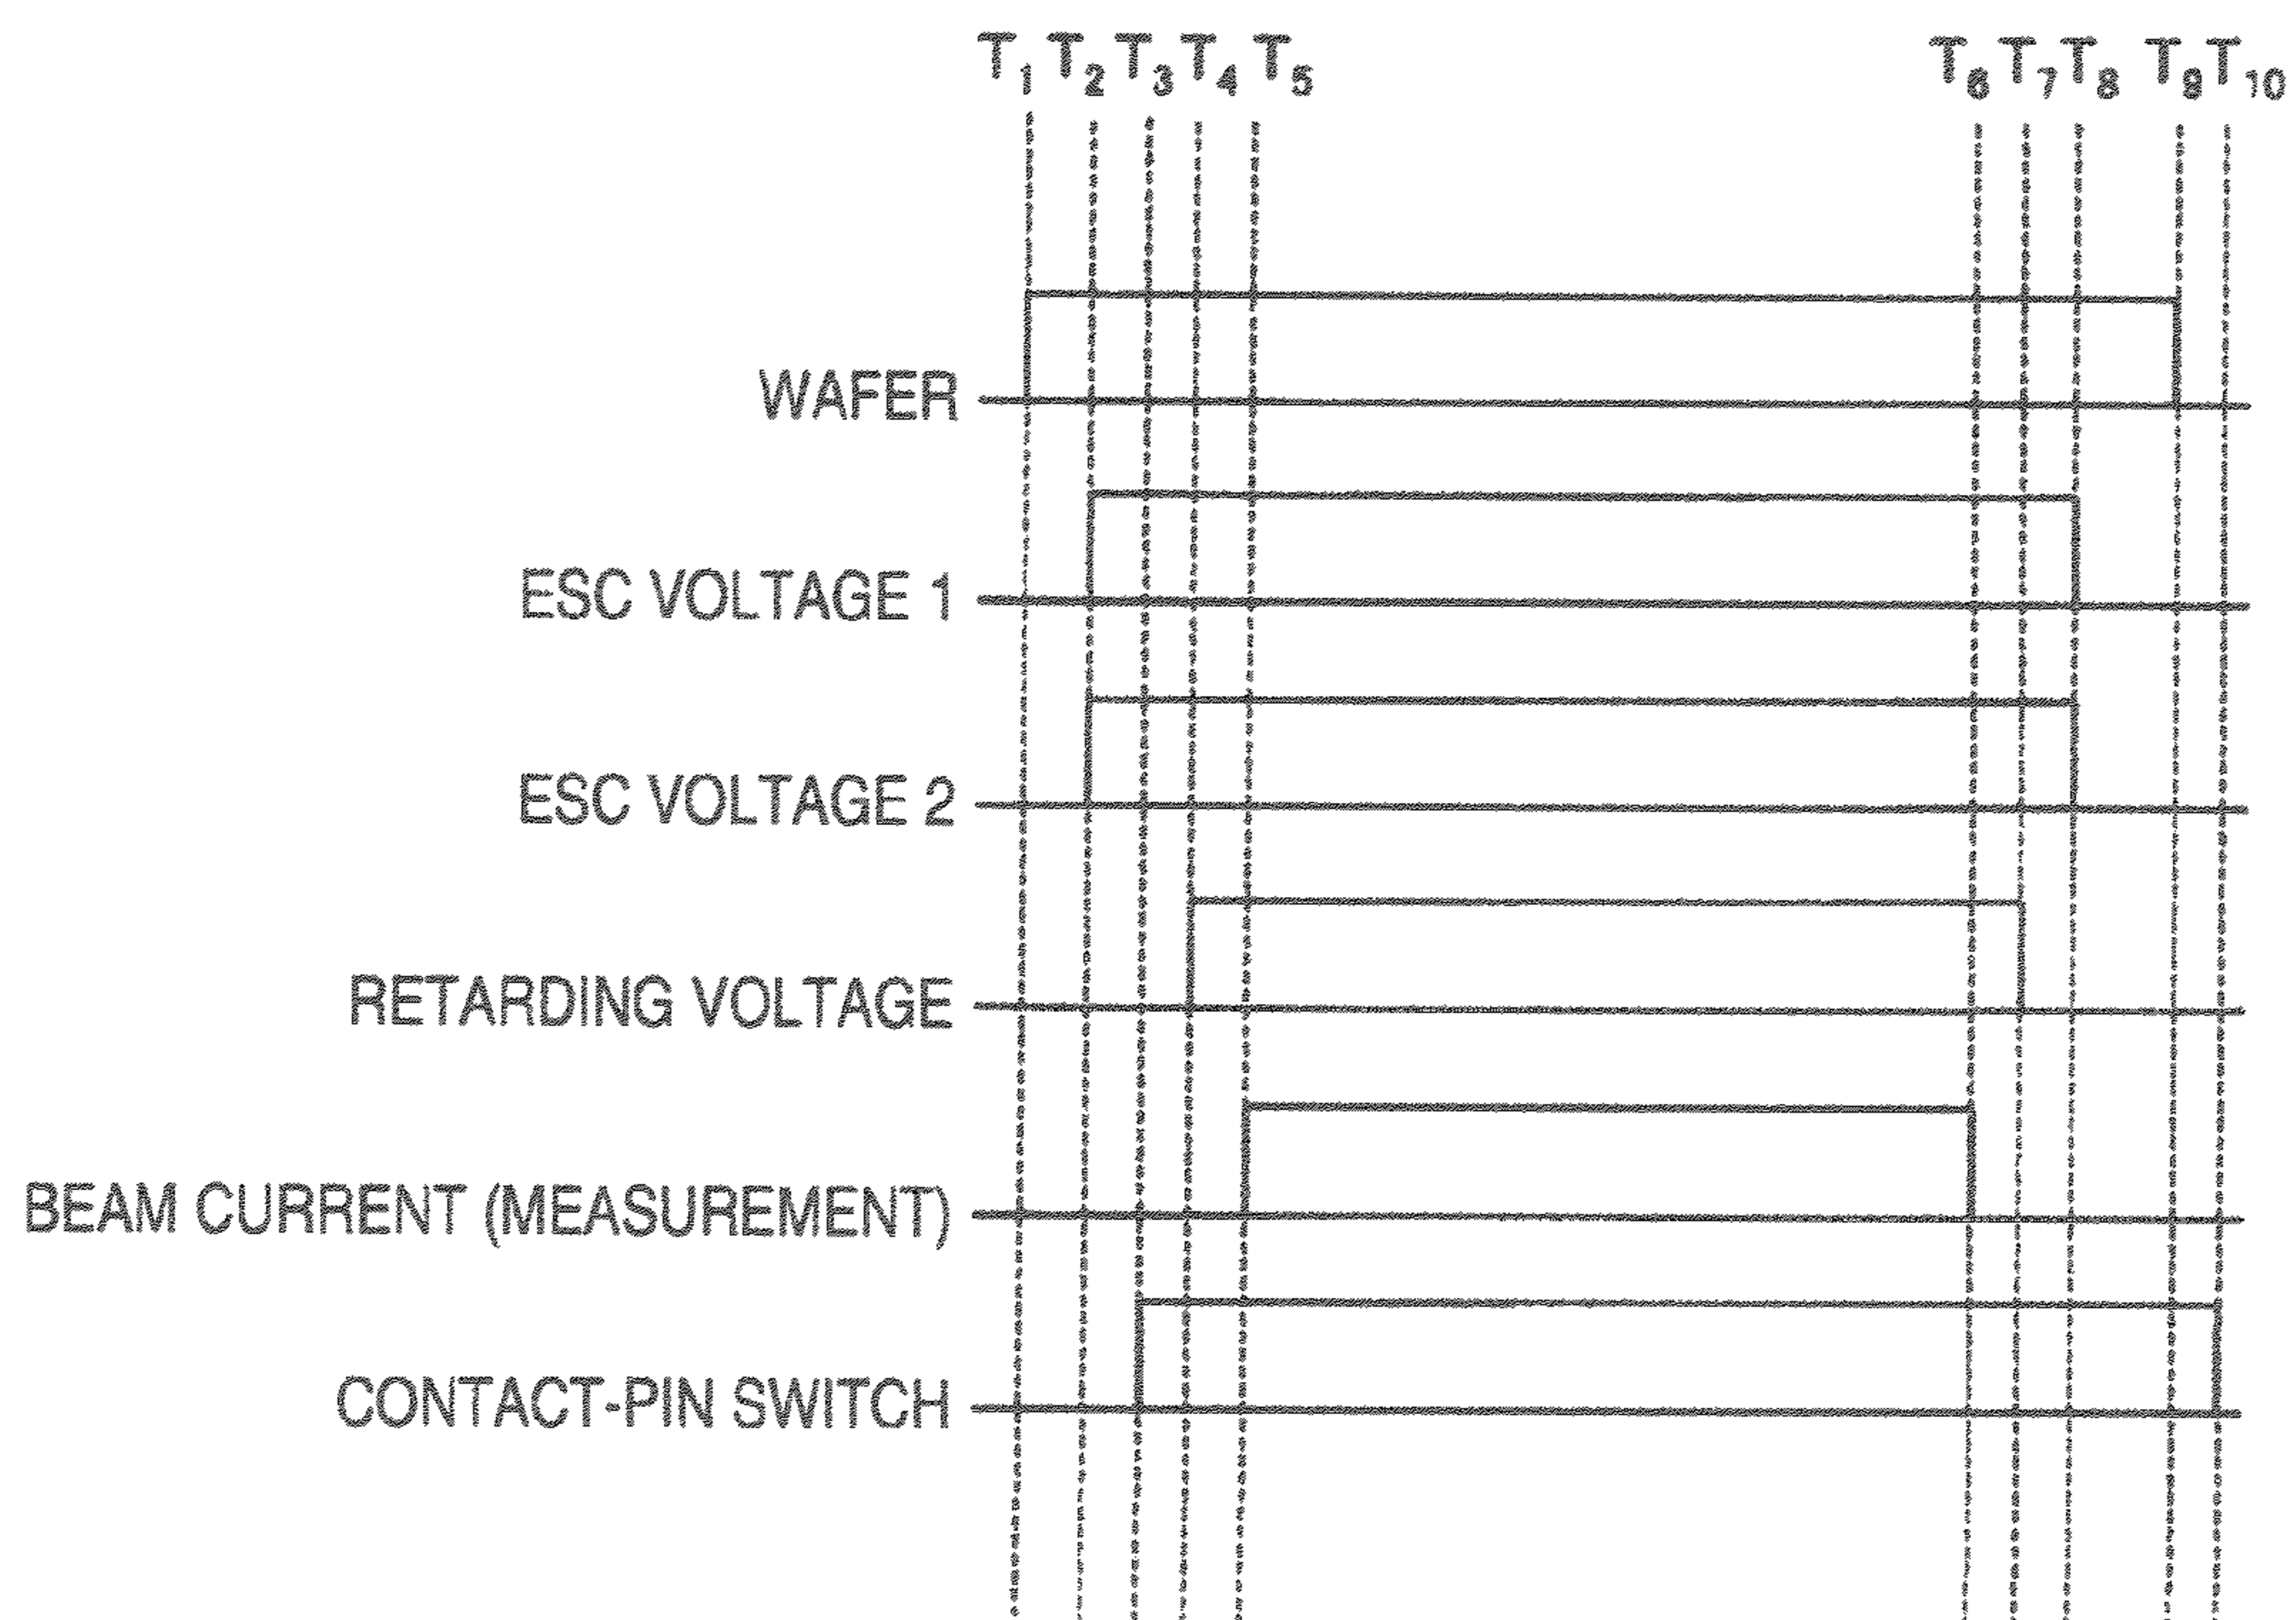 T1 T2 T3 T4 T5 T6 T7 T8 T9 T10
WAFER
ESC VOLTAGE 1
ESC VOLTAGE 2
RETARDING VOLTAGE
BEAM CURRENT (MEASUREMENT)
CONTACT-PIN SWITCH